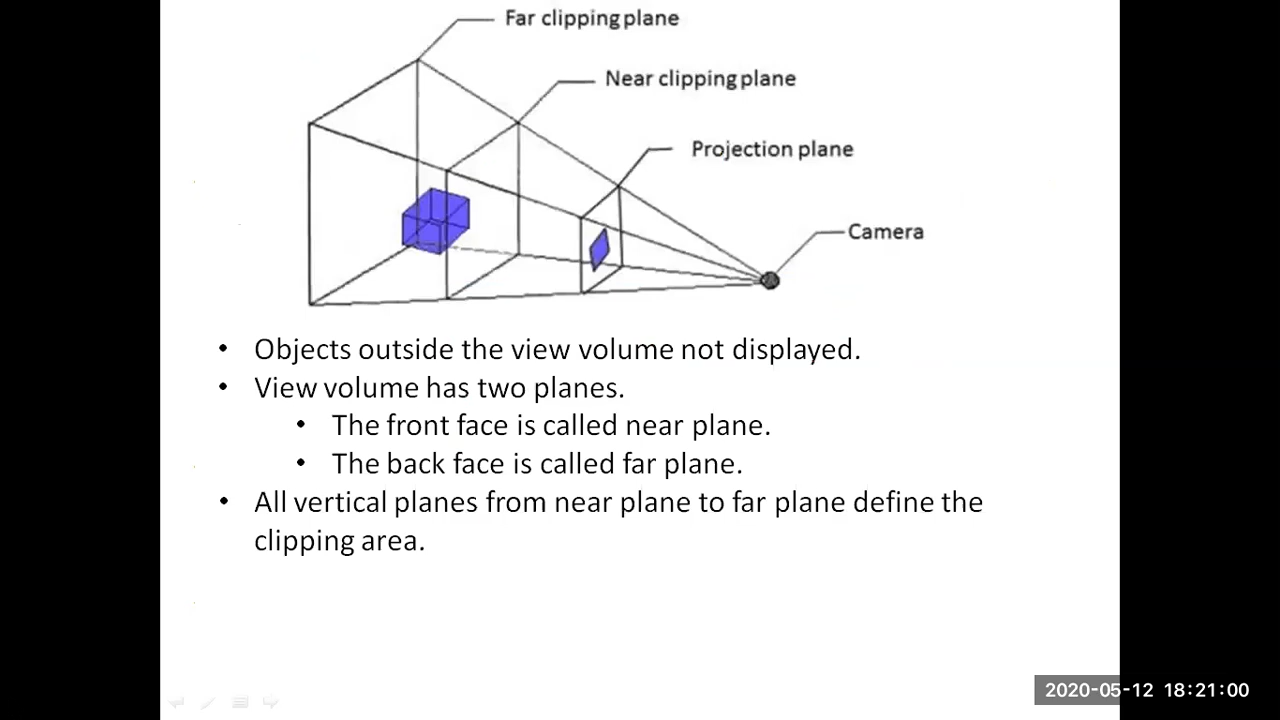 Far clipping plane
Near clipping plane
Projection plane
Camera
• Objects outside the view volume not displayed.
• View volume has two planes.
• The front face is called near plane.
• The back face is called far plane.
• All vertical planes from near plane to far plane define the
clipping area.
2020-05-12 18:21:00